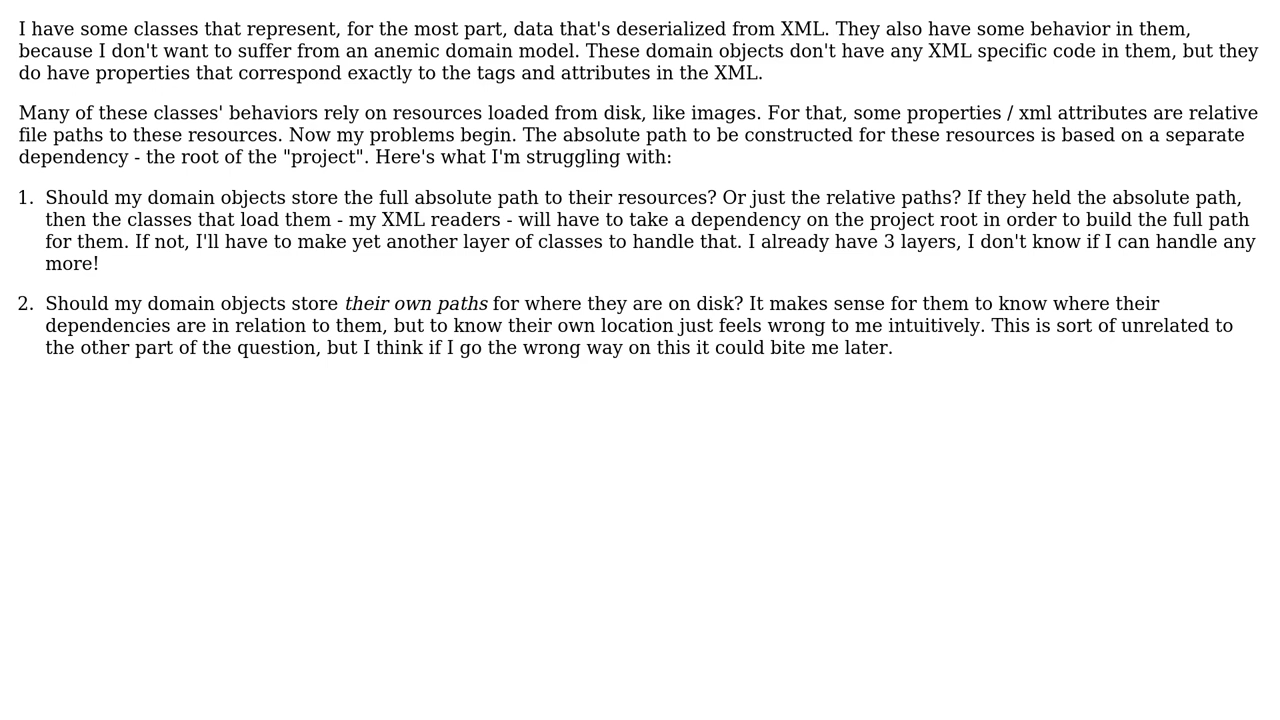 I have some classes that represent, for the most part, data that's deserialized from XML. They also have some behavior in them,
because I don't want to suffer from an anemic domain model. These domain objects don't have any XML specific code in them, but they
do have properties that correspond exactly to the tags and attributes in the XML.
Many of these classes' behaviors rely on resources loaded from disk, like images. For that, some properties / xml attributes are relative
file paths to these resources. Now my problems begin. The absolute path to be constructed for these resources is based on a separate
dependency - the root of the "project". Here's what I'm struggling with:
1. Should my domain objects store the full absolute path to their resources? Or just the relative paths? If they held the absolute path,
then the classes that load them - my XML readers - will have to take a dependency on the project root in order to build the full path
for them. If not, I'll have to make yet another layer of classes to handle that. I already have 3 layers, I don't know if I can handle any
more!
2. Should my domain objects store their own paths for where they are on disk? It makes sense for them to know where their
dependencies are in relation to them, but to know their own location just feels wrong to me intuitively. This is sort of unrelated to
the other part of the question, but I think if I go the wrong way on this it could bite me later.